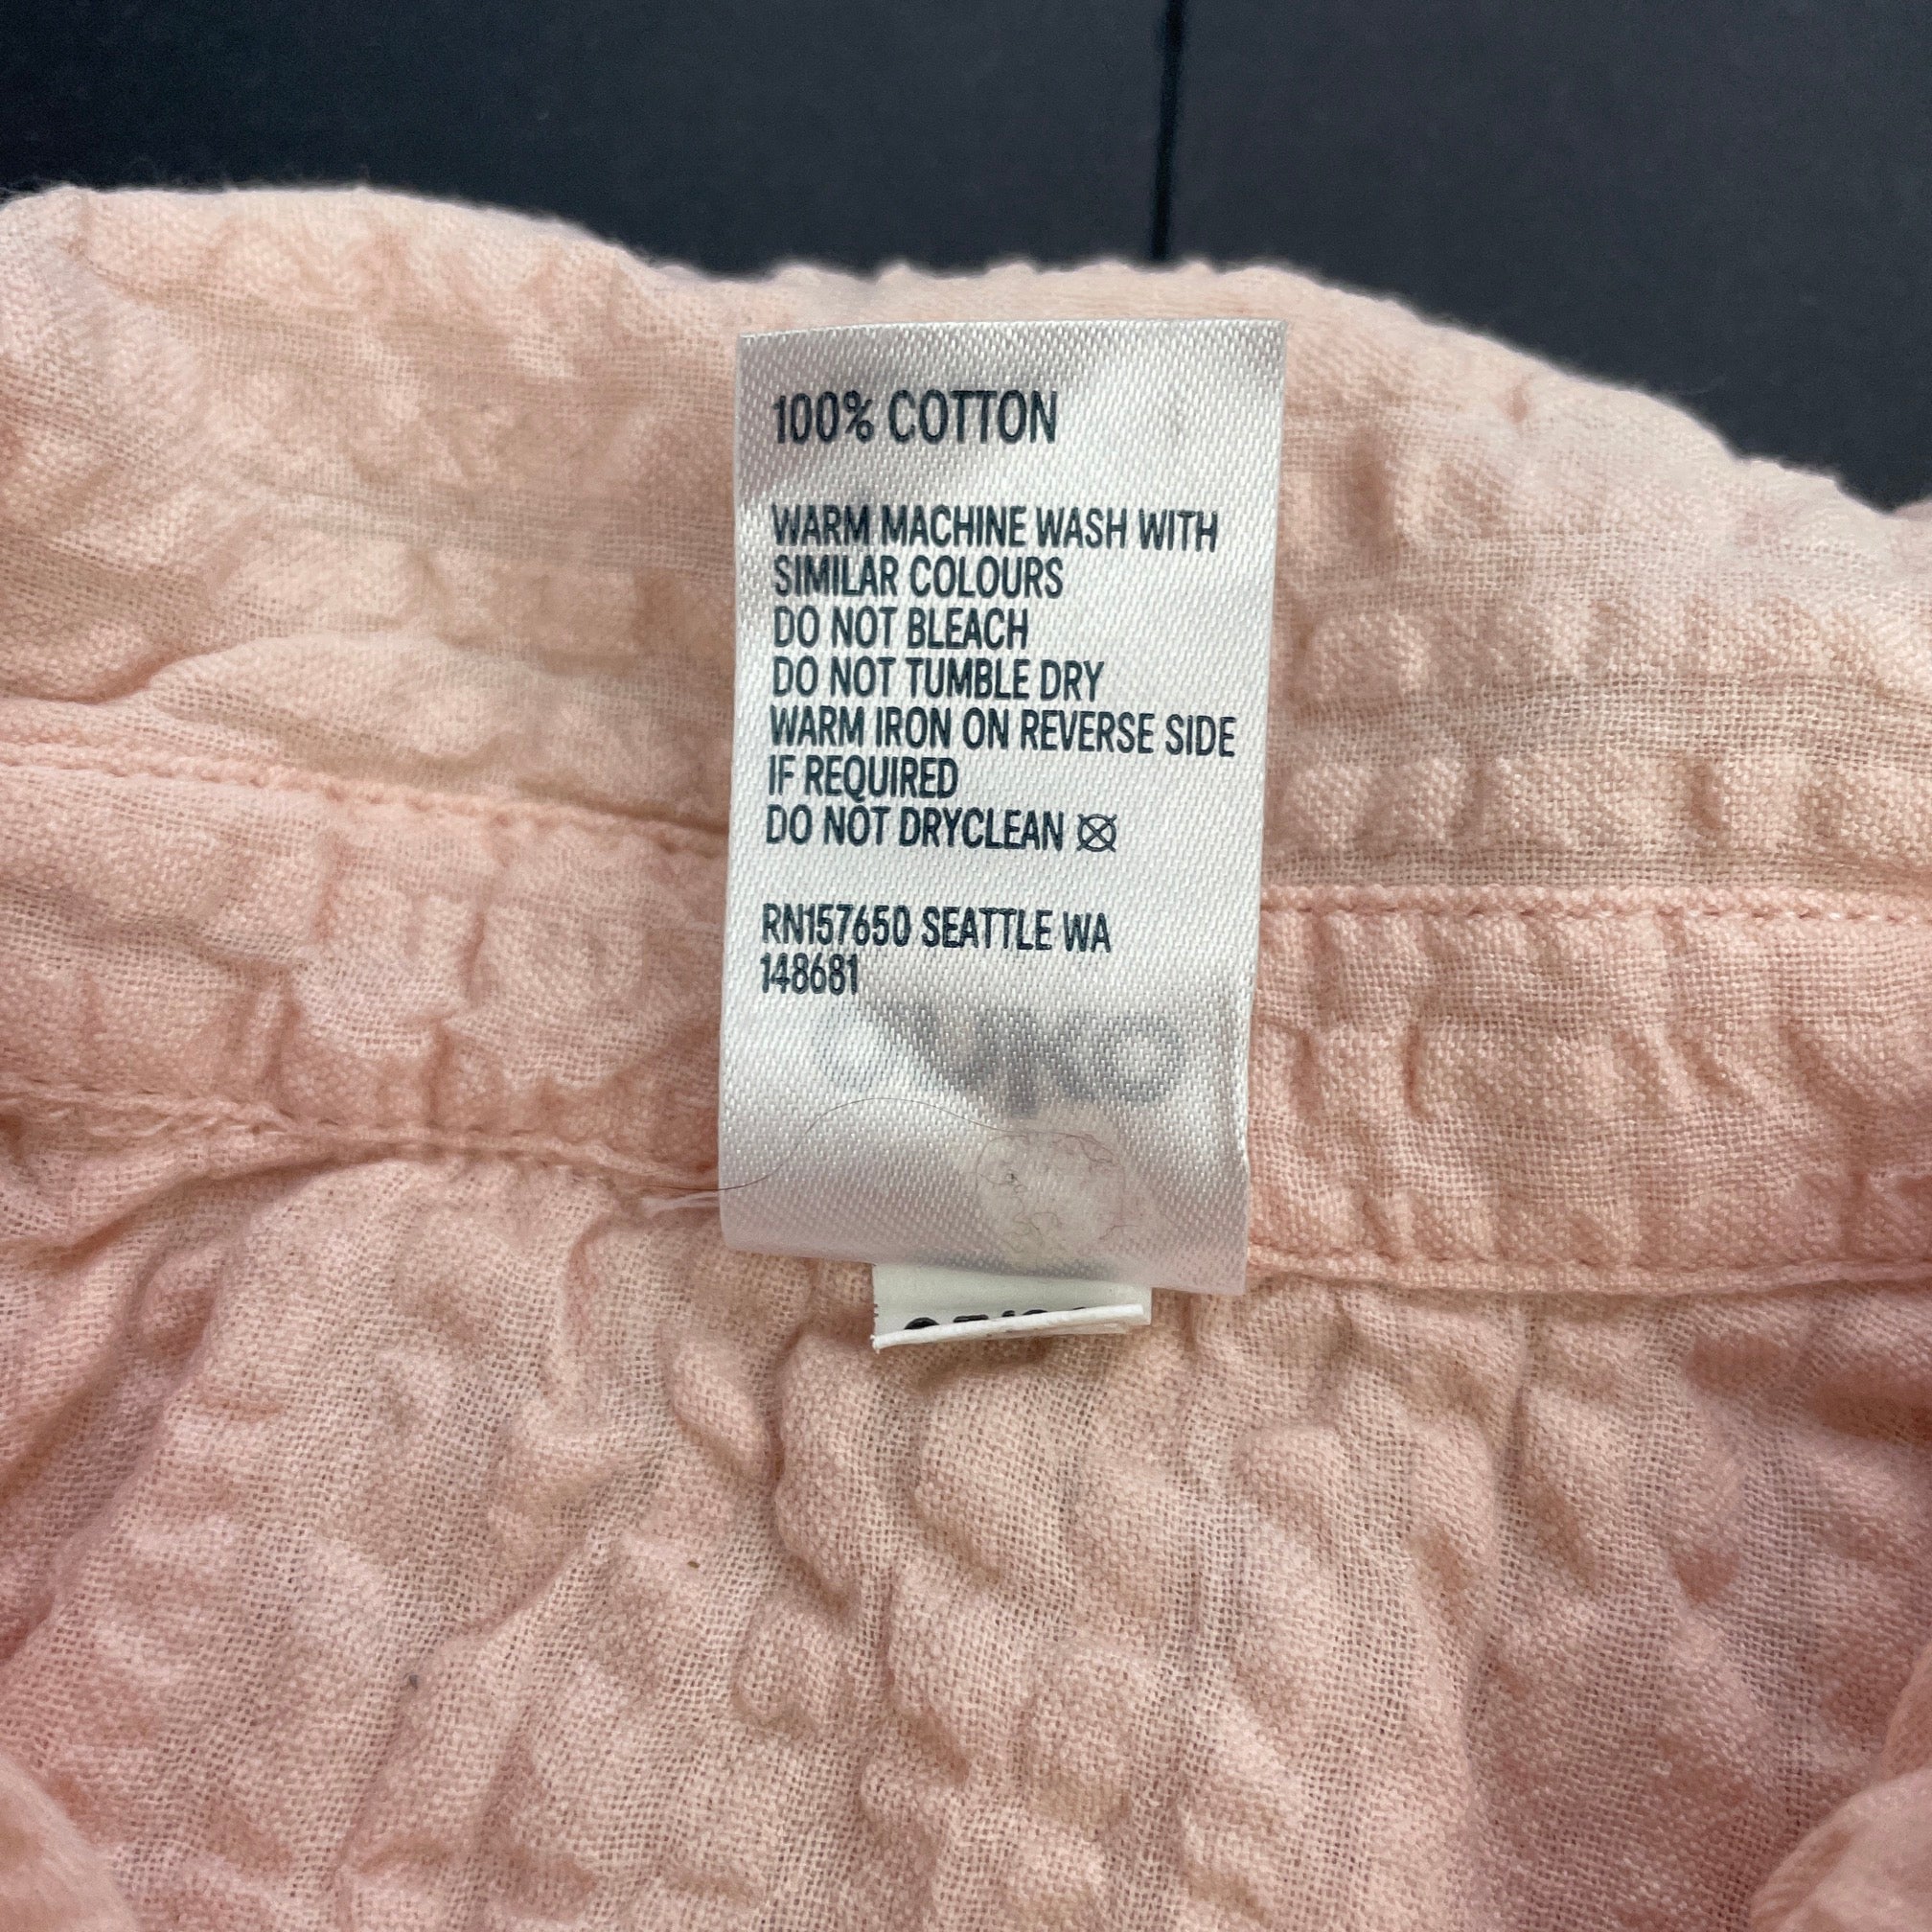 100% COTTON
WARM MACHINE WASH WITH
SIMILAR COLOURS
DO NOT BLEACH
DO NOT TUMBLE DRY
WARM IRON ON REVERSE SIDE
IF REQUIRED
DO NOT DRYCLEAN
RN157650 SEATTLE WA
148681